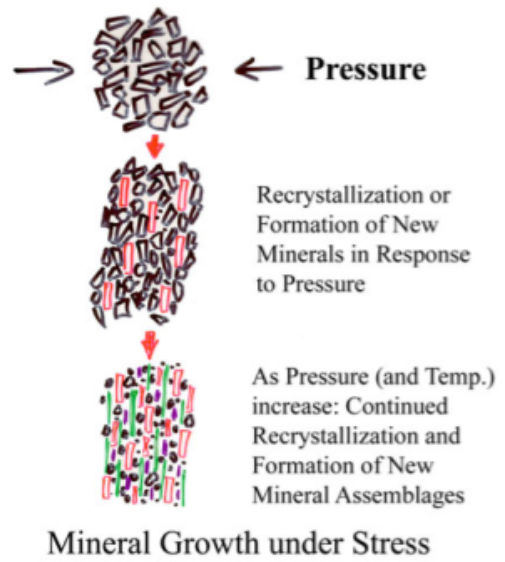 Pressure
Recrystallization or
Formation of New
Minerals in Response
to Pressure
As Pressure (and Temp.)
increase: Continued
Recrystallization and
Formation of New
Mineral Assemblages
Mineral Growth under Stress